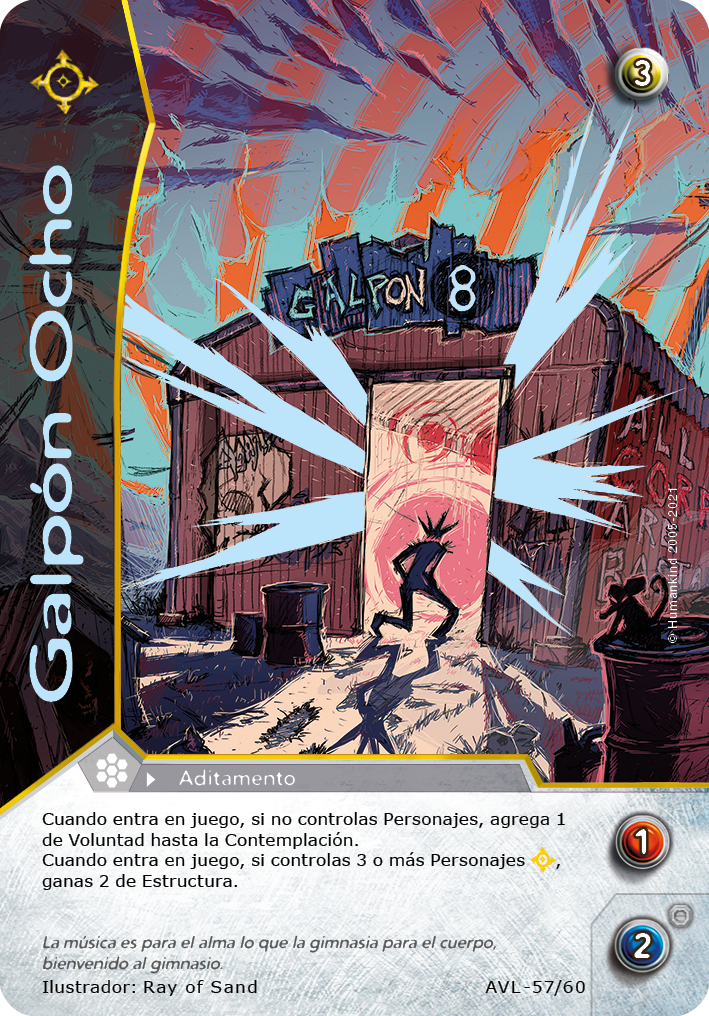 Galpón Ocho
3
GALPON 8
ALL
© Humankind 2005-2021
Aditamento
Cuando entra en juego, si no controlas Personajes, agrega 1
de Voluntad hasta la Contemplación.
Cuando entra en juego, si controlas 3 o más Personajes ,
ganas 2 de Estructura.
1
2
La música es para el alma lo que la gimnasia para el cuerpo,
bienvenido al gimnasio.
Ilustrador: Ray of Sand
AVL-57/60